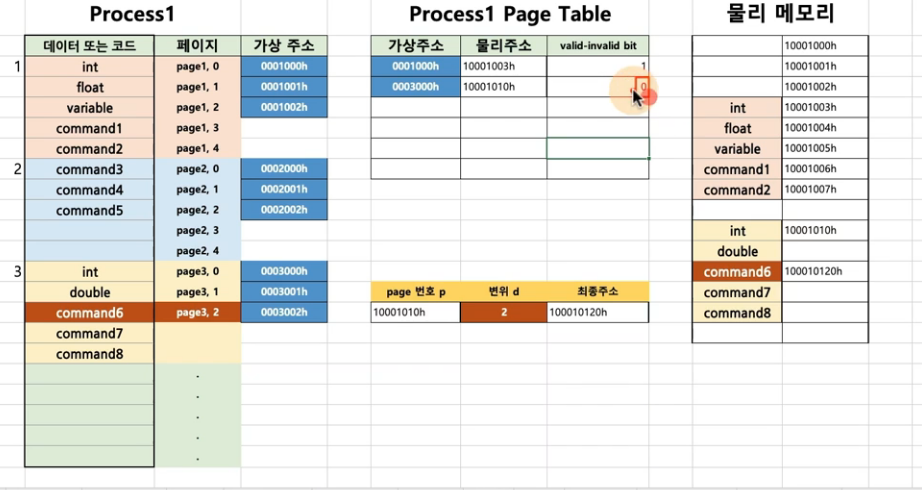 Process1
Process1 Page Table
물리 메모리
데이터 또는 코드 페이지 가상 주소
1 int page1, 0 0001000h
float page1, 1 0001001h
variable page1, 2 0001002h
command1 page1, 3
command2 page1, 4
2 command3 page2, 0 0002000h
command4 page2, 1 0002001h
command5 page2, 2 0002002h
page2, 3
page2, 4
3 int page3, 0 0003000h
double page3, 1 0003001h
command6 page3, 2 0003002h
command7
command8
.
.
.
.
.
가상주소 물리주소 valid-invalid bit
0001000h 10001003h 1
0003000h 10001010h 0
page 번호 p 변위 d 최종주소
10001010h 2 100010120h
10001000h
10001001h
10001002h
int 10001003h
float 10001004h
variable 10001005h
command1 10001006h
command2 10001007h
int 10001010h
double
command6 100010120h
command7
command8